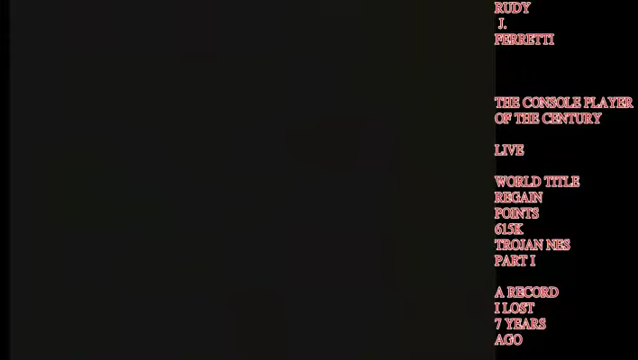 RUDY
J.
FERRETTI
THE CONSOLE PLAYER
OF THE CENTURY
LIVE
WORLD TITLE
REGAIN
POINTS
615K
TROJAN NES
PART I
A RECORD
I LOST
7 YEARS
AGO